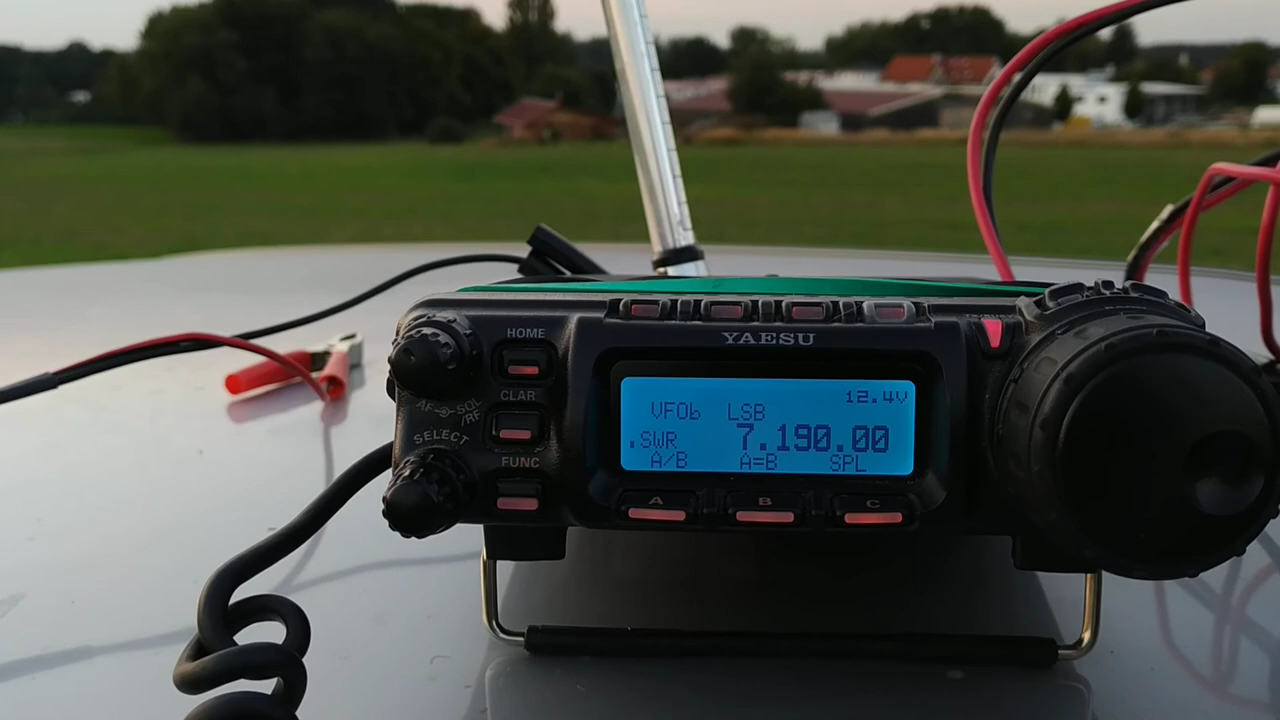 YAESU
HOME
CLAR
AF SQL
/RF
SELECT
FUNC
12.4V
VFOb LSB
.SWR 7.190.00
A/B A=B SPL
A B C